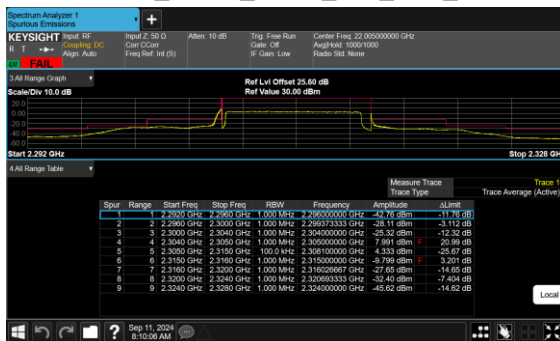 Spectrum Analyzer 1
Spurious Emissions
+
KEYSIGHT Input: RF
R T Coupling: DC
Align: Auto
FAIL
Input Z: 50 Ω
Corr CCorr
Freq Ref: Int (S)
Atten: 10 dB
Trig: Free Run
Gate: Off
IF Gain: Low
Center Freq: 22.005000000 GHz
Avg|Hold: 1000/1000
Radio Std: None
3 All Range Graph
Scale/Div 10.0 dB
Ref Lvl Offset 25.60 dB
Ref Value 30.00 dBm
20.0
0.00
-20.0
-40.0
-60.0
Start 2.292 GHz
Stop 2.328 GH
4 All Range Table
Measure Trace Trace 1
Trace Type Trace Average (Active)
Spur Range Start Freq Stop Freq RBW Frequency Amplitude ΔLimit
1 1 2.2920 GHz 2.2960 GHz 1.000 MHz 2.296000000 GHz -42.76 dBm -11.76 dB
2 2 2.2960 GHz 2.3000 GHz 1.000 MHz 2.299373333 GHz -28.11 dBm -3.112 dB
3 3 2.3000 GHz 2.3040 GHz 1.000 MHz 2.304000000 GHz -25.32 dBm -12.32 dB
4 4 2.3040 GHz 2.3050 GHz 1.000 MHz 2.305000000 GHz 7.991 dBm F 20.99 dB
5 5 2.3050 GHz 2.3150 GHz 100.0 kHz 2.308100000 GHz 4.333 dBm -25.67 dB
6 6 2.3150 GHz 2.3160 GHz 1.000 MHz 2.315000000 GHz -9.799 dBm F 3.201 dB
7 7 2.3160 GHz 2.3200 GHz 1.000 MHz 2.316026667 GHz -27.65 dBm -14.65 dB
8 8 2.3200 GHz 2.3240 GHz 1.000 MHz 2.320693333 GHz -32.40 dBm -7.404 dB
9 9 2.3240 GHz 2.3280 GHz 1.000 MHz 2.324000000 GHz -45.62 dBm -14.62 dB
Local
?
Sep 11, 2024
8:10:06 AM